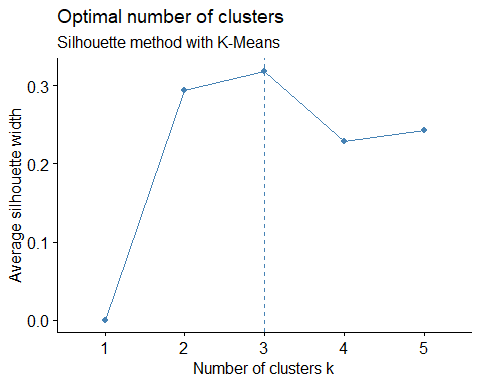 Optimal number of clusters
Silhouette method with K-Means
Average silhouette width
0.3
0.2
0.1
0.0
1 2 3 4 5
Number of clusters k